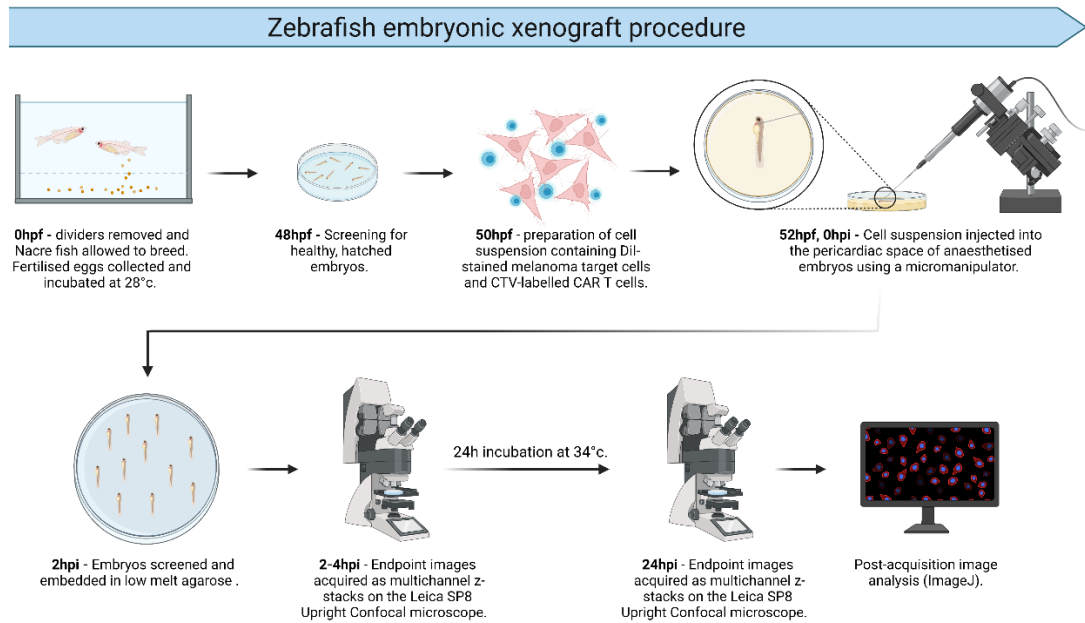 Zebrafish embryonic xenograft procedure
0hpf - dividers removed and
Nacre fish allowed to breed.
Fertilised eggs collected and
incubated at 28°c.
48hpf - Screening for
healthy, hatched
embryos.
50hpf - preparation of cell
suspension containing DiI-
stained melanoma target cells
and CTV-labelled CAR T cells.
52hpf, 0hpi - Cell suspension injected into
the pericardiac space of anaesthetised
embryos using a micromanipulator.
2hpi - Embryos screened and
embedded in low melt agarose .
2-4hpi - Endpoint images
acquired as multichannel z-
stacks on the Leica SP8
Upright Confocal microscope.
24h incubation at 34°c.
24hpi - Endpoint images
acquired as multichannel z-
stacks on the Leica SP8
Upright Confocal microscope.
Post-acquisition image
analysis (ImageJ).